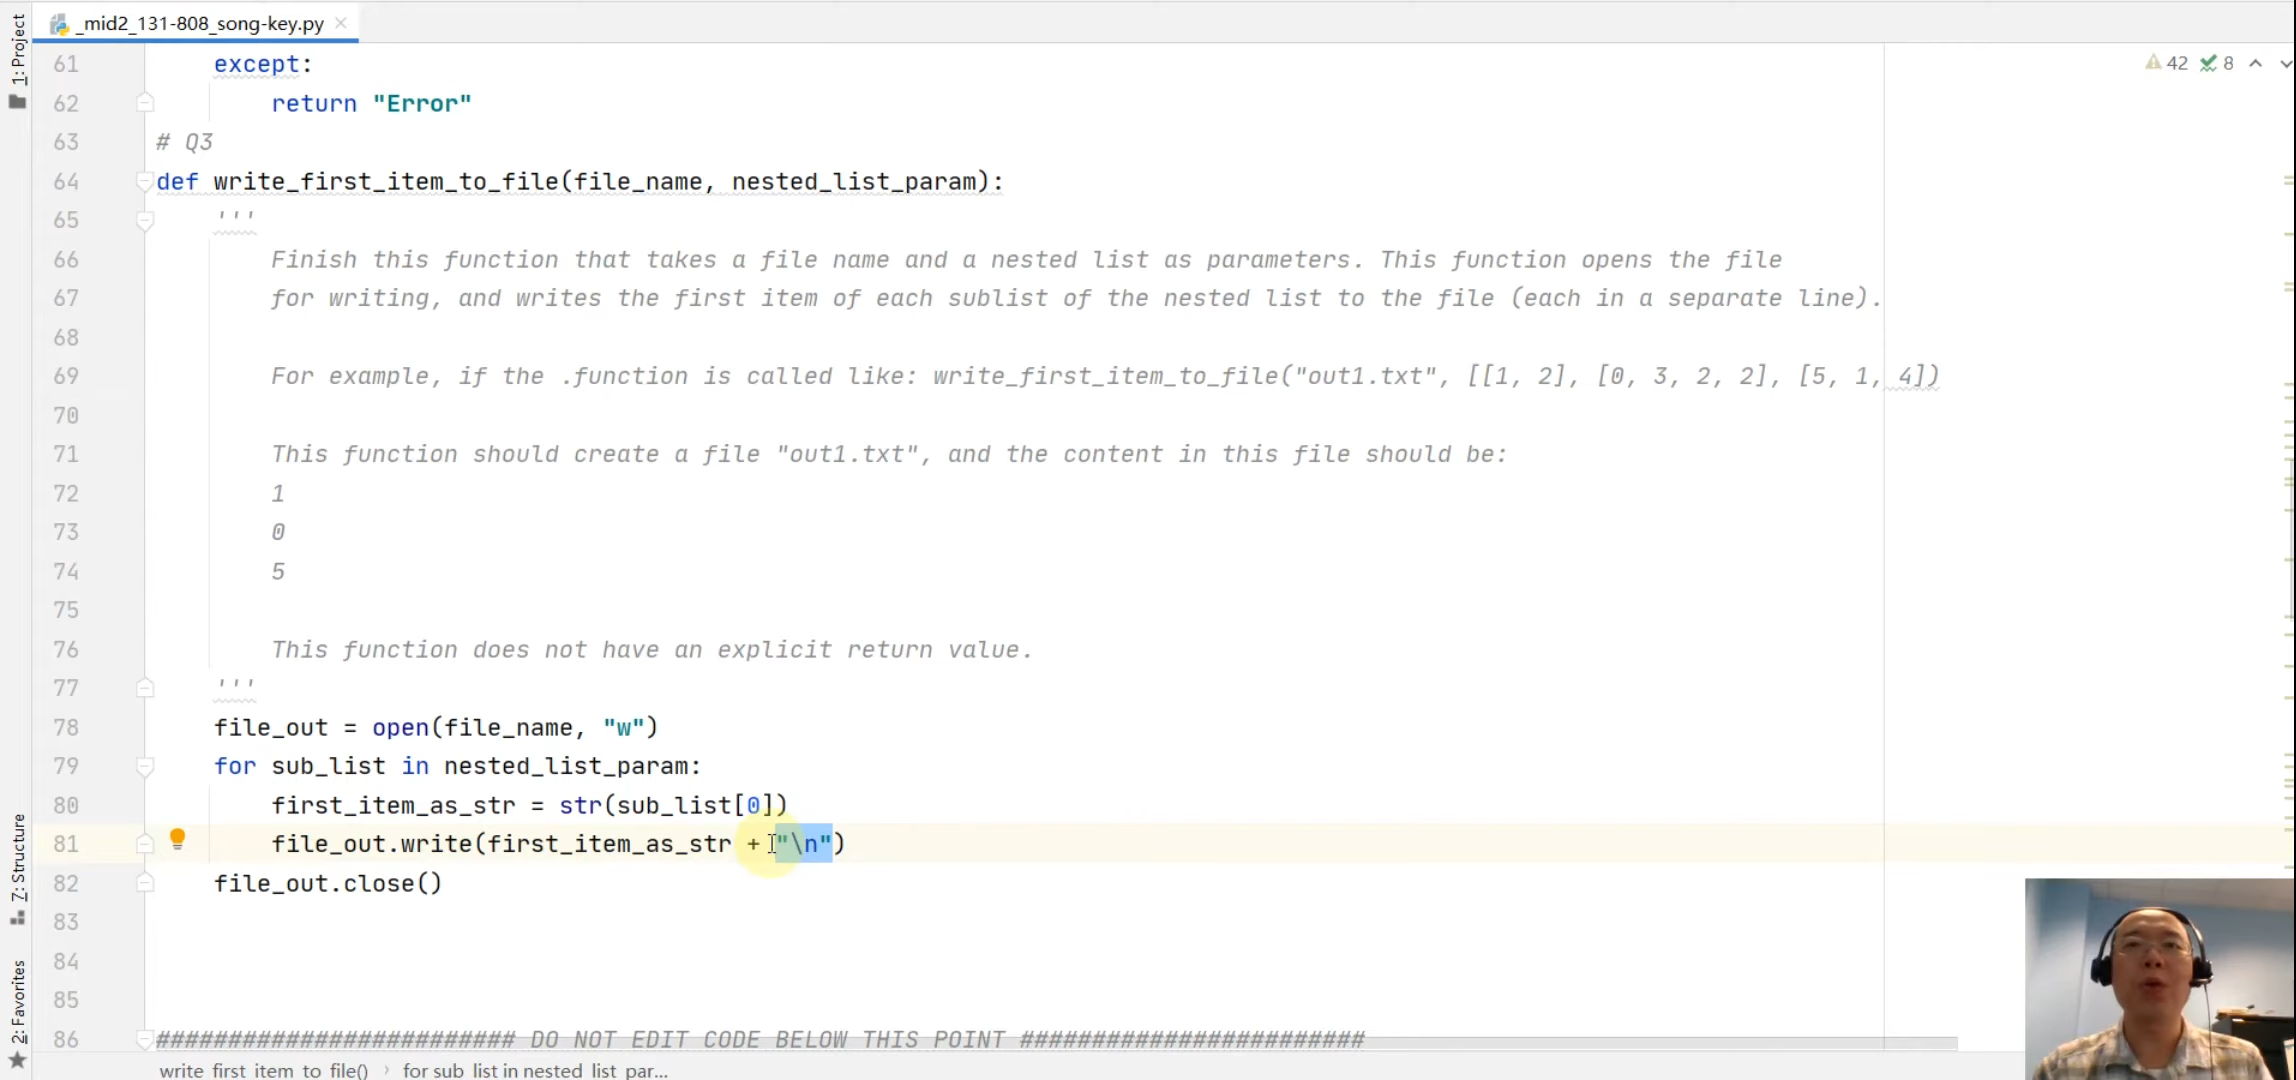 _mid2_131-808_song-key.py
1: Project
42 8
61 except:
62 return "Error"
63 # Q3
64 def write_first_item_to_file(file_name, nested_list_param):
65 '''
66 Finish this function that takes a file name and a nested list as parameters. This function opens the file
67 for writing, and writes the first item of each sublist of the nested list to the file (each in a separate line).
68
69 For example, if the .function is called like: write_first_item_to_file("out1.txt", [[1, 2], [0, 3, 2, 2], [5, 1, 4])
70
71 This function should create a file "out1.txt", and the content in this file should be:
72 1
73 0
74 5
75
76 This function does not have an explicit return value.
77 '''
78 file_out = open(file_name, "w")
79 for sub_list in nested_list_param:
80 first_item_as_str = str(sub_list[0])
81 file_out.write(first_item_as_str + "\n")
82 file_out.close()
83
84
85
86 ######################### DO NOT EDIT CODE BELOW THIS POINT ########################
Z: Structure
2: Favorites
write_first_item_to_file() › for sub_list in nested_list_par...